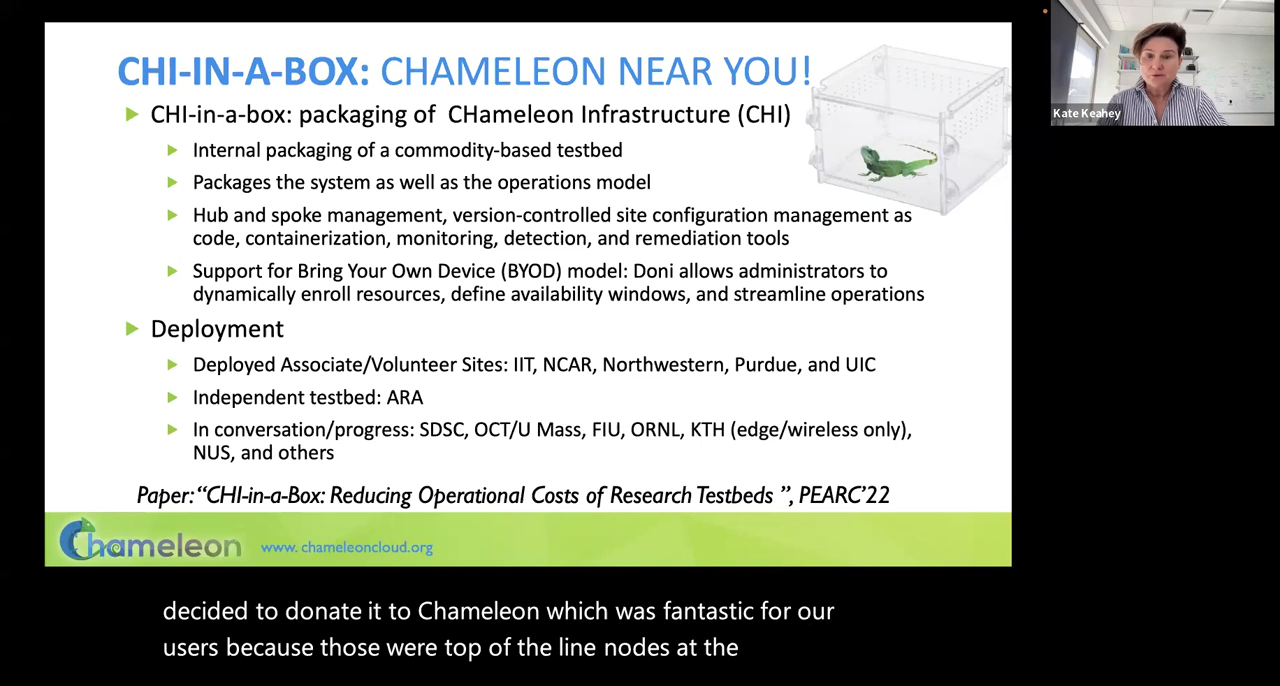 CHI-IN-A-BOX: CHAMELEON NEAR YOU!
CHI-in-a-box: packaging of CHameleon Infrastructure (CHI)
Internal packaging of a commodity-based testbed
Packages the system as well as the operations model
Hub and spoke management, version-controlled site configuration management as
code, containerization, monitoring, detection, and remediation tools
Support for Bring Your Own Device (BYOD) model: Doni allows administrators to
dynamically enroll resources, define availability windows, and streamline operations
Deployment
Deployed Associate/Volunteer Sites: IIT, NCAR, Northwestern, Purdue, and UIC
Independent testbed: ARA
In conversation/progress: SDSC, OCT/U Mass, FIU, ORNL, KTH (edge/wireless only),
NUS, and others
Paper: “CHI-in-a-Box: Reducing Operational Costs of Research Testbeds ”, PEARC’22
Chameleon
www. chameleoncloud.org
Kate Keahey
decided to donate it to Chameleon which was fantastic for our
users because those were top of the line nodes at the